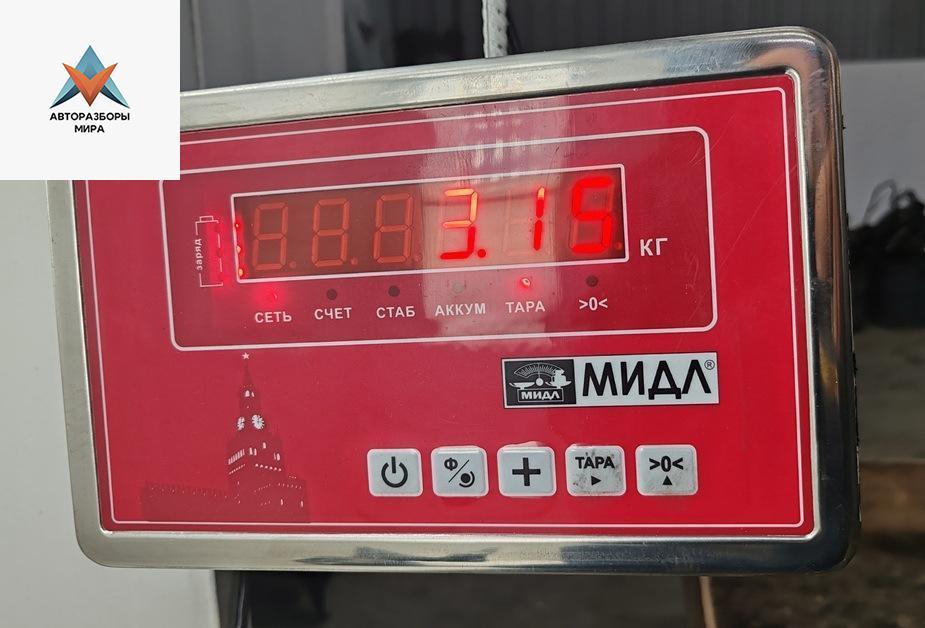 АВТОРАЗБОРЫ
МИРА
заряд
3.15
КГ
СЕТЬ СЧЕТ СТАБ АККУМ ТАРА >0<
МИДЛ МИДЛ®
Ф/ + ТАРА >0<